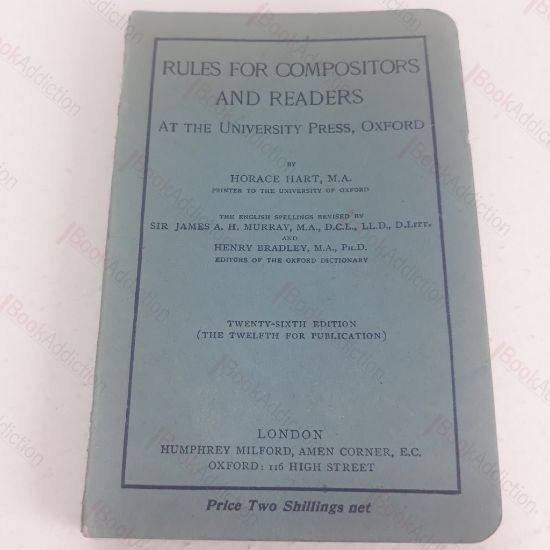 RULES FOR COMPOSITORS
AND READERS
AT THE UNIVERSITY PRESS, OXFORD
BY
HORACE HART, M.A.
PRINTER TO THE UNIVERSITY OF OXFORD
THE ENGLISH SPELLINGS REVISED BY
SIR JAMES A. H. MURRAY, M.A., D.C.L., LL.D., D.LITT.
AND
HENRY BRADLEY, M.A., PH.D.
EDITORS OF THE OXFORD DICTIONARY
TWENTY-SIXTH EDITION
(THE TWELFTH FOR PUBLICATION)
LONDON
HUMPHREY MILFORD, AMEN CORNER, E.C.
OXFORD: 116 HIGH STREET
Price Two Shillings net
BookAddiction